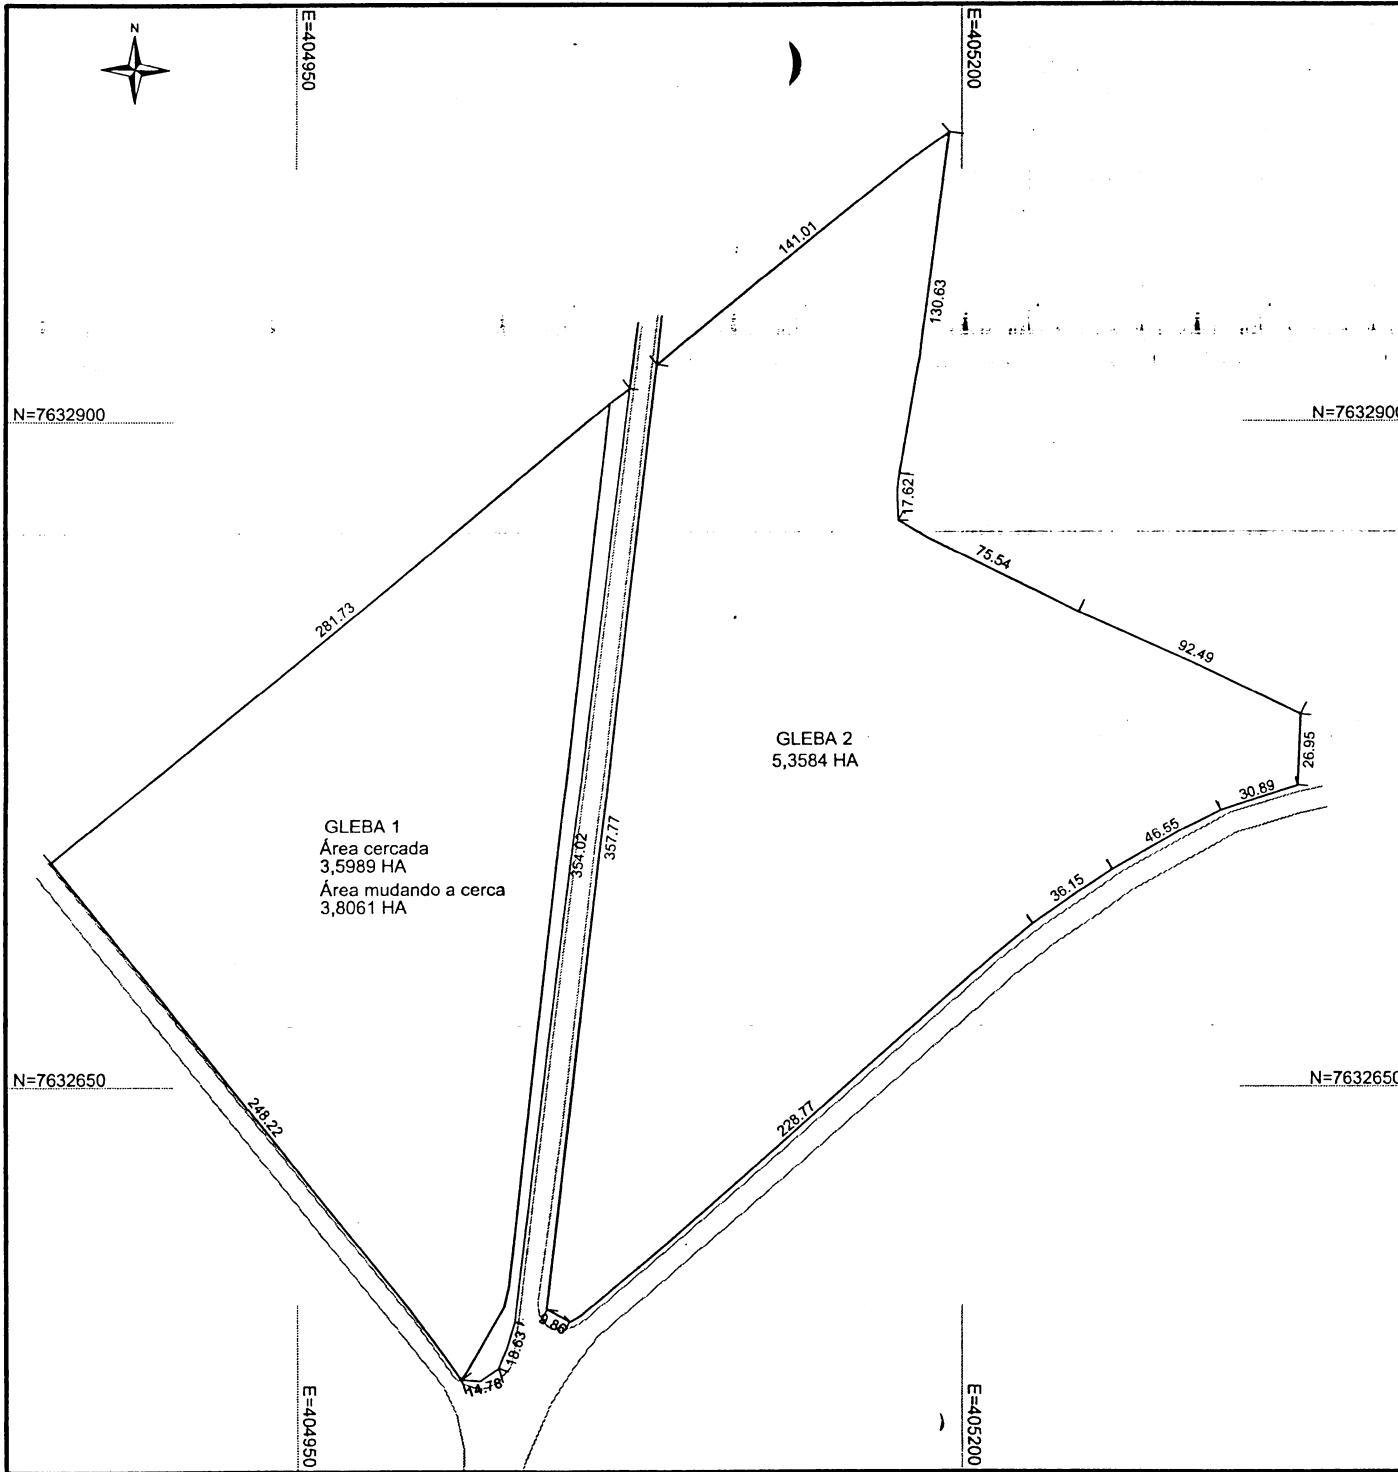 N
E=404950
E=405200
141.01
130.63
N=7632900
N=7632900
17.62
75.54
281.73
92.49
GLEBA 2
5,3584 HA
26.95
30.89
GLEBA 1
Área cercada
3,5989 HA
Área mudando a cerca
3,8061 HA
354.02
357.77
46.55
36.15
N=7632650
N=7632650
248.22
228.77
9.86
18.63
14.78
E=404950
E=405200